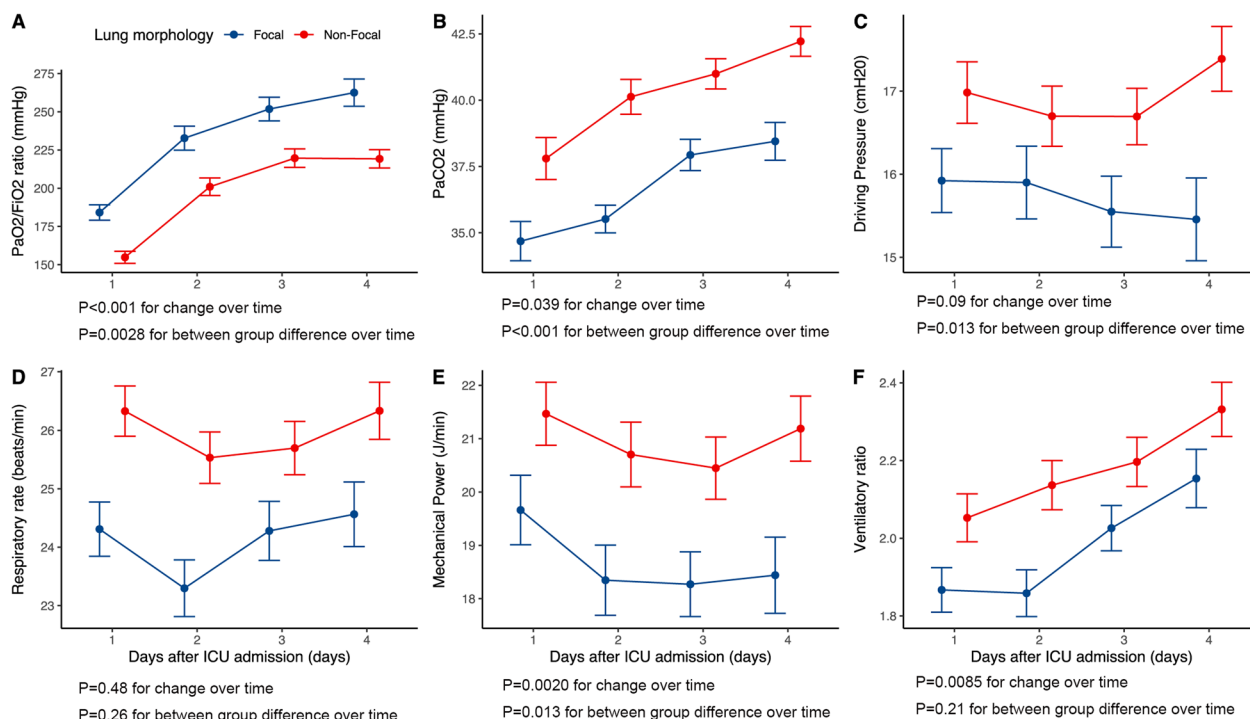 A
Lung morphology Focal Non-Focal
PaO2/FiO2 ratio (mmHg)
275
250
225
200
175
150
1 2 3 4
P<0.001 for change over time
P=0.0028 for between group difference over time
B
PaCO2 (mmHg)
42.5
40.0
37.5
35.0
1 2 3 4
P=0.039 for change over time
P<0.001 for between group difference over time
C
Driving Pressure (cmH20)
17
16
15
1 2 3 4
P=0.09 for change over time
P=0.013 for between group difference over time
D
Respiratory rate (beats/min)
27
26
25
24
23
1 2 3 4
Days after ICU admission (days)
P=0.48 for change over time
P=0.26 for between group difference over time
E
Mechanical Power (J/min)
22
21
20
19
18
1 2 3 4
Days after ICU admission (days)
P=0.0020 for change over time
P=0.013 for between group difference over time
F
Ventilatory ratio
2.4
2.2
2.0
1.8
1 2 3 4
Days after ICU admission (days)
P=0.0085 for change over time
P=0.21 for between group difference over time